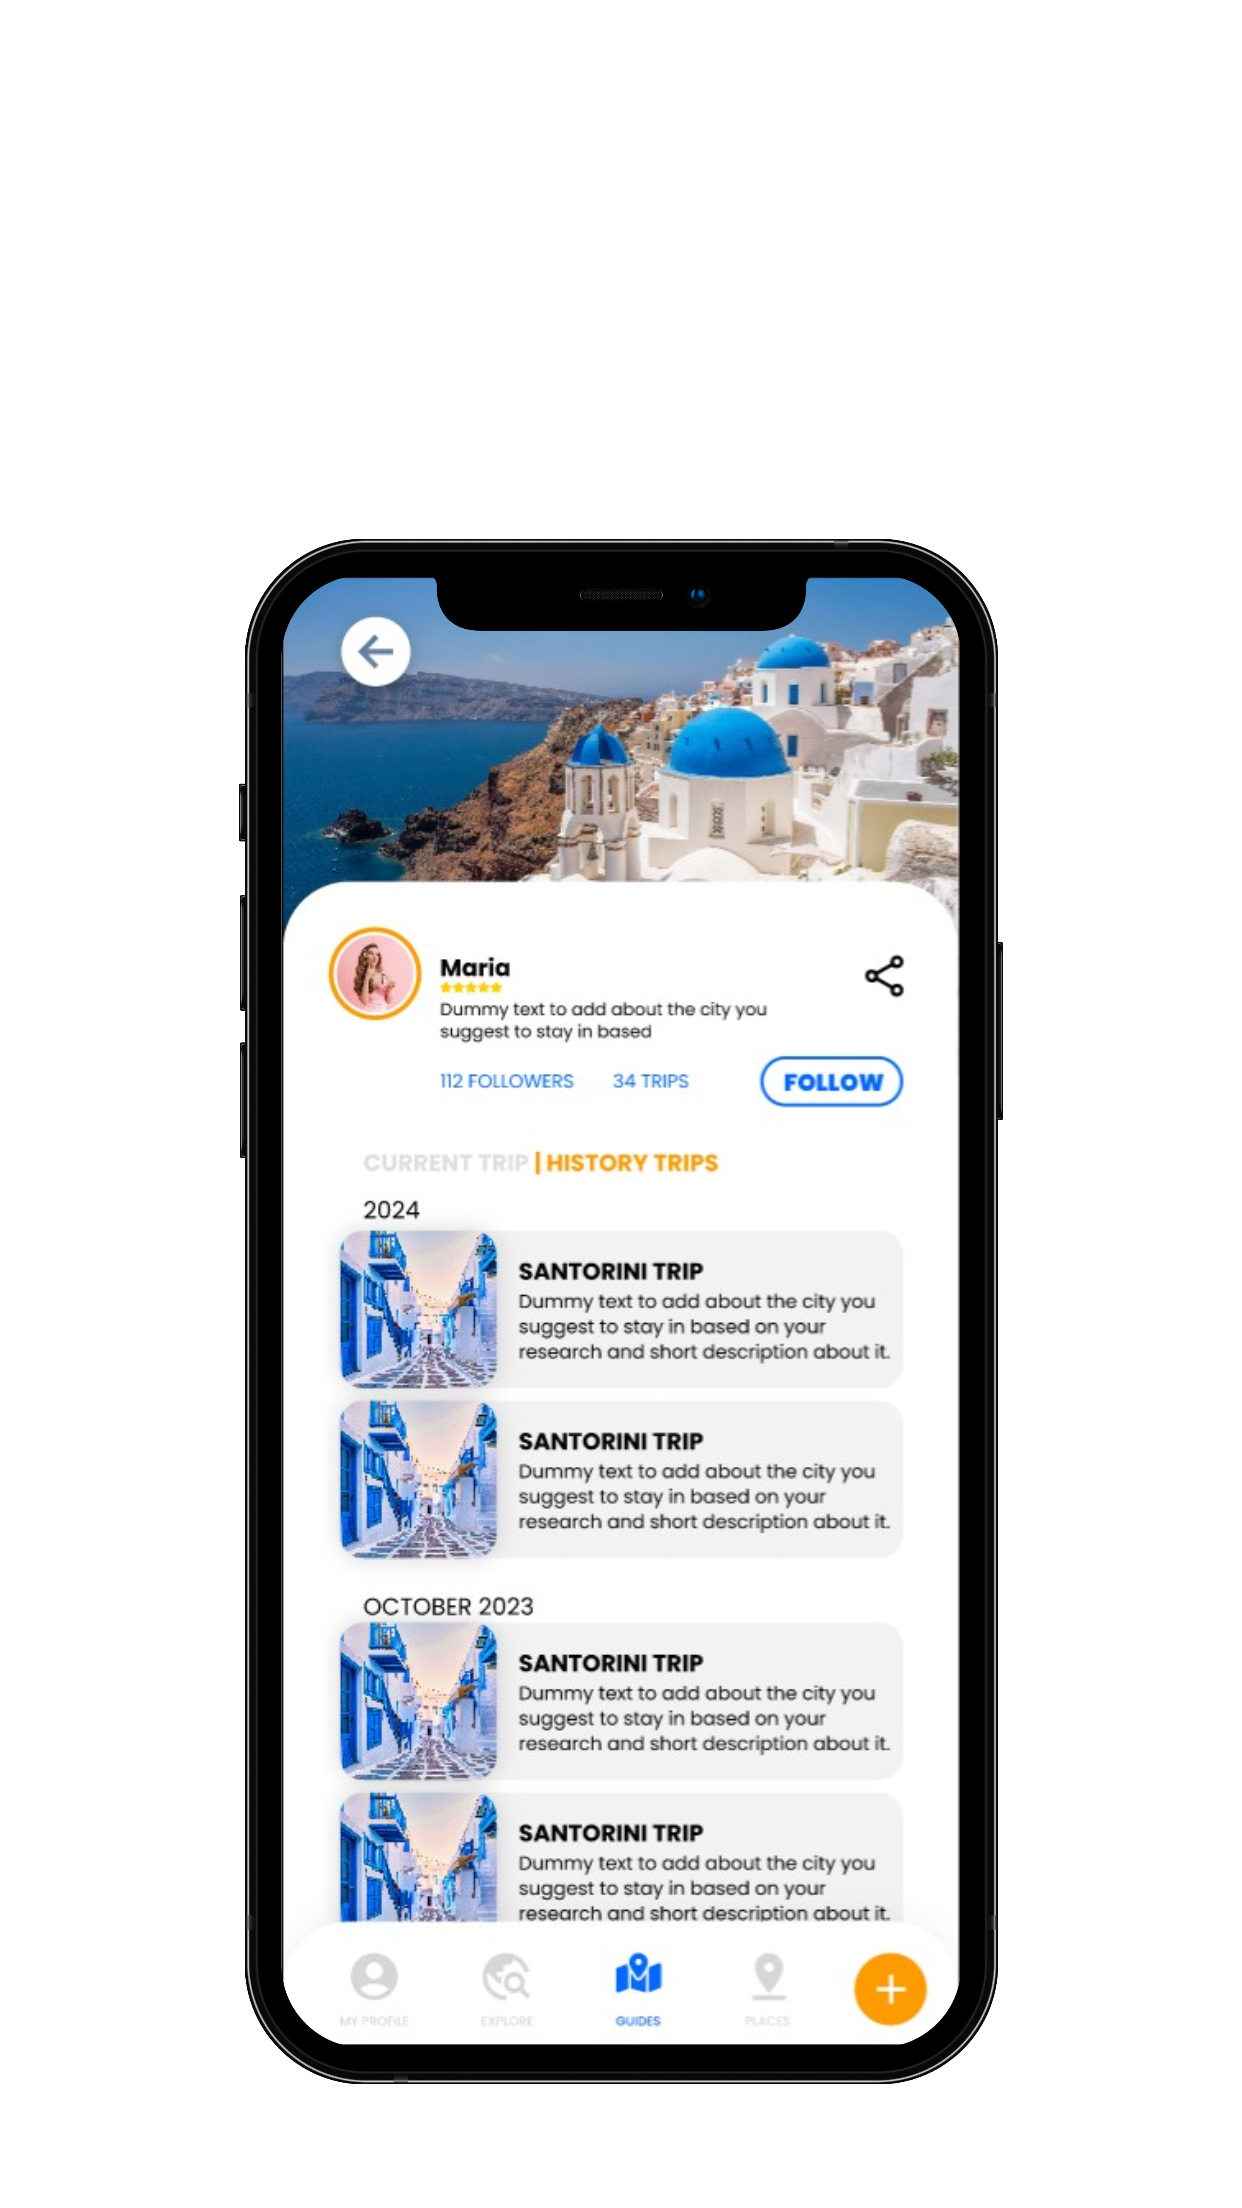 Maria
Dummy text to add about the city you
suggest to stay in based
112 FOLLOWERS 34 TRIPS FOLLOW
CURRENT TRIP | HISTORY TRIPS
2024
SANTORINI TRIP
Dummy text to add about the city you
suggest to stay in based on your
research and short description about it.
SANTORINI TRIP
Dummy text to add about the city you
suggest to stay in based on your
research and short description about it.
OCTOBER 2023
SANTORINI TRIP
Dummy text to add about the city you
suggest to stay in based on your
research and short description about it.
SANTORINI TRIP
Dummy text to add about the city you
suggest to stay in based on your
research and short description about it.
MY PROFILE EXPLORE GUIDES PLACES